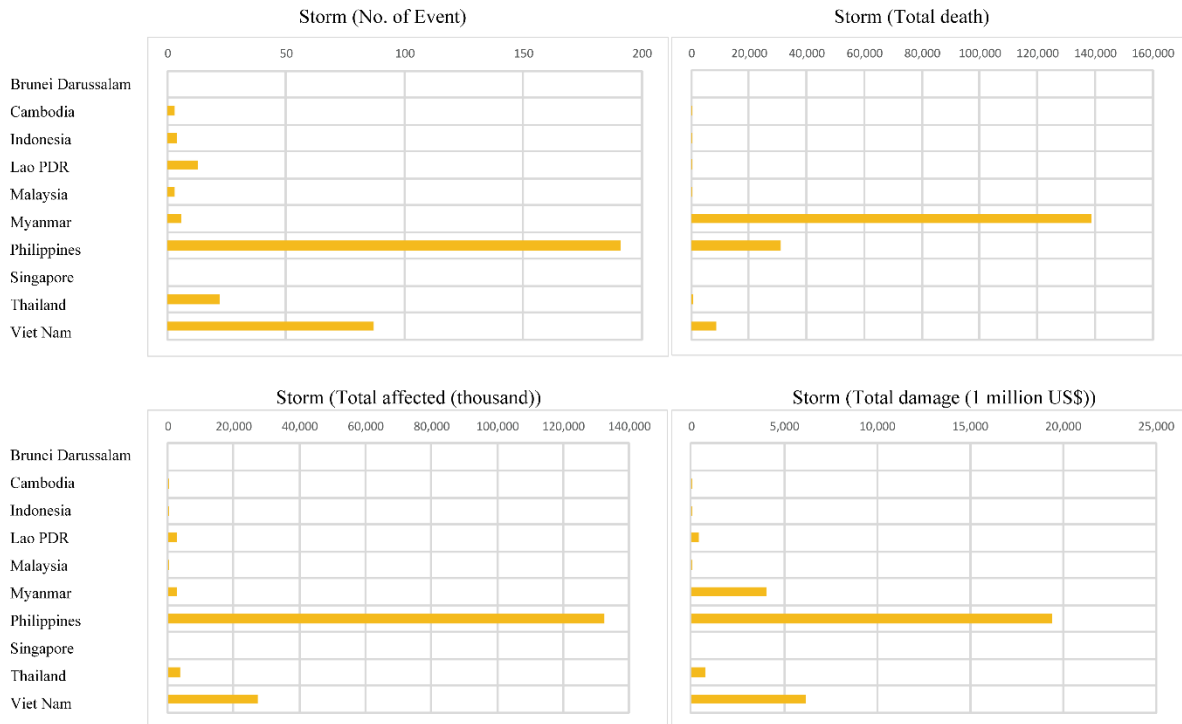 Storm (No. of Event)
Storm (Total death)
0 50 100 150 200
0 20,000 40,000 60,000 80,000 100,000 120,000 140,000 160,000
Brunei Darussalam
Cambodia
Indonesia
Lao PDR
Malaysia
Myanmar
Philippines
Singapore
Thailand
Viet Nam
Storm (Total affected (thousand))
Storm (Total damage (1 million US$))
0 20,000 40,000 60,000 80,000 100,000 120,000 140,000
0 5,000 10,000 15,000 20,000 25,000
Brunei Darussalam
Cambodia
Indonesia
Lao PDR
Malaysia
Myanmar
Philippines
Singapore
Thailand
Viet Nam